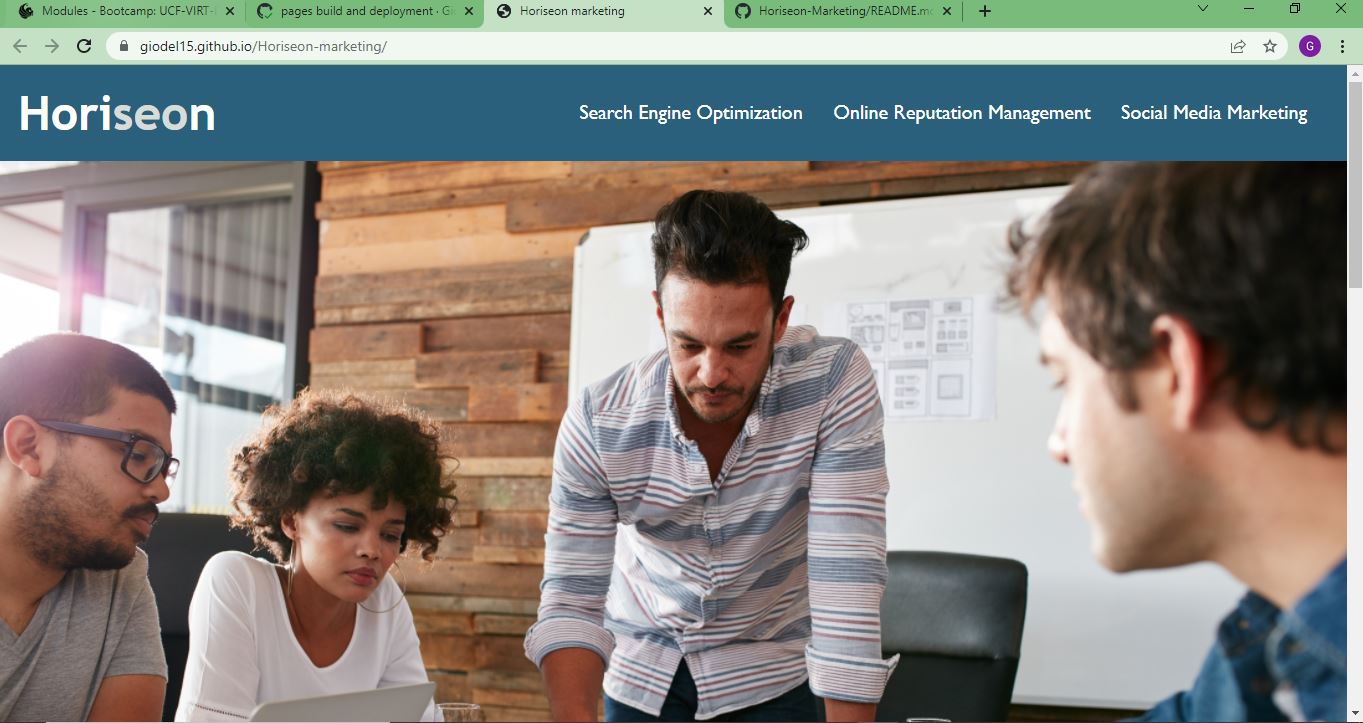 Modules - Bootcamp: UCF-VIRT-
pages build and deployment · Gi
Horiseon marketing
Horiseon-Marketing/README.mc
giodel15.github.io/Horiseon-marketing/
G
Horiseon
Search Engine Optimization
Online Reputation Management
Social Media Marketing